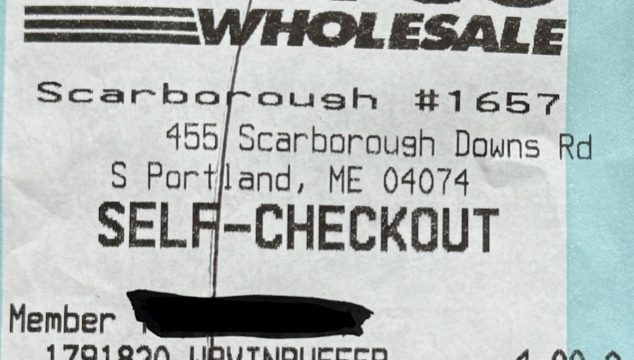 WHOLESALE
Scarborough #1657
455 Scarborough Downs Rd
S Portland, ME 04074
SELF-CHECKOUT
Member